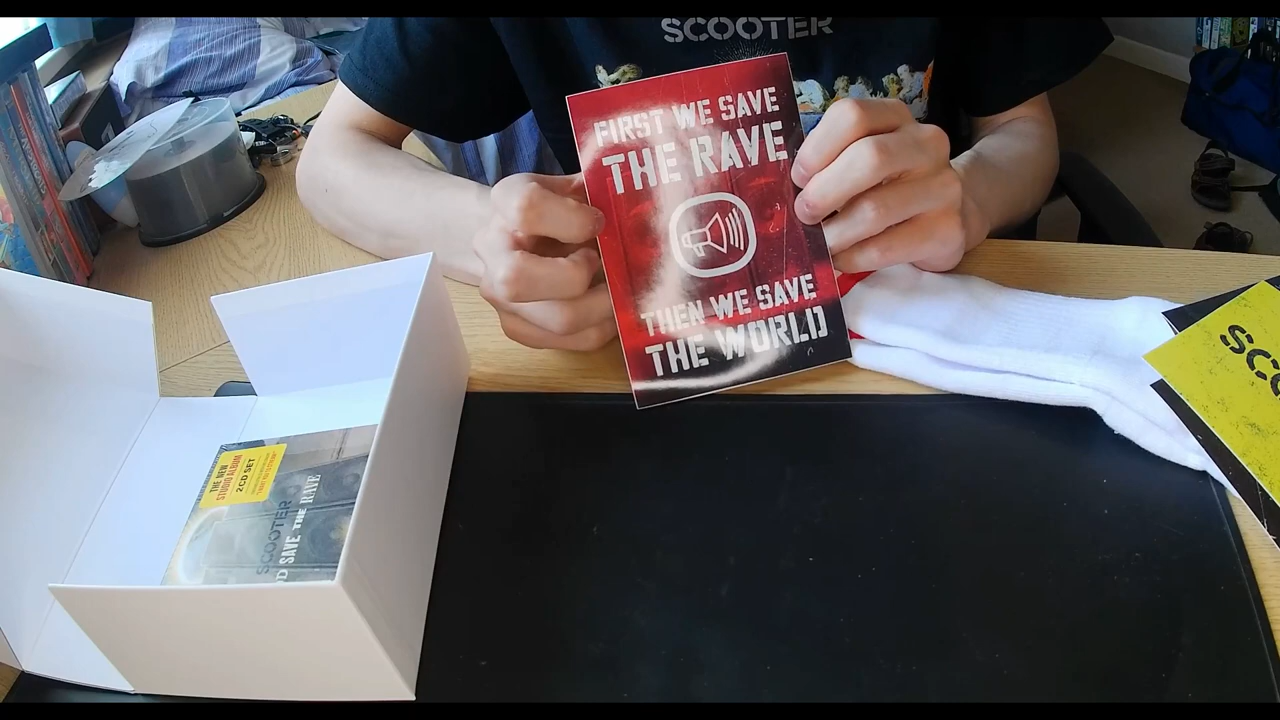 SCOOTER
FIRST WE SAVE
THE RAVE
THEN WE SAVE
THE WORLD
THE NEW
STUDIO ALBUM
2CD SET
SCOOTER
SAVE THE RAVE
SCO